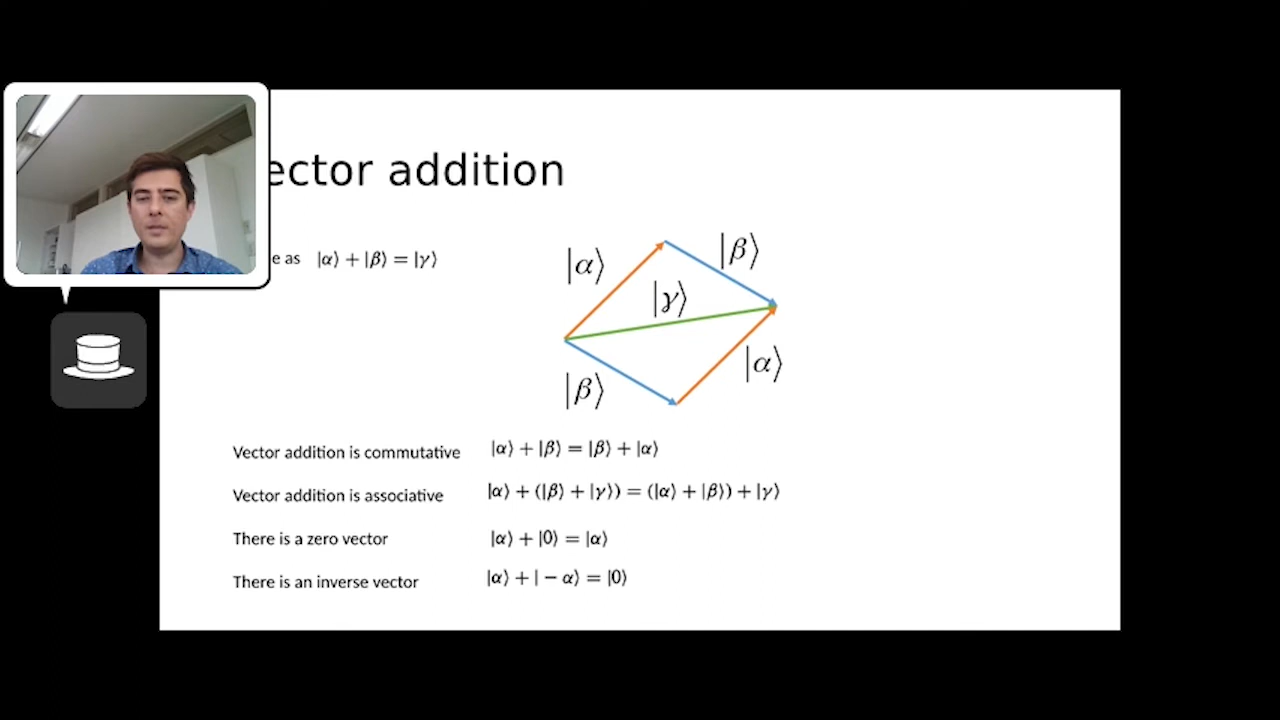 ector addition
e as |α⟩ + |β⟩ = |γ⟩
|α⟩
|β⟩
|γ⟩
|β⟩
|α⟩
Vector addition is commutative |α⟩ + |β⟩ = |β⟩ + |α⟩
Vector addition is associative |α⟩ + (|β⟩ + |γ⟩) = (|α⟩ + |β⟩) + |γ⟩
There is a zero vector |α⟩ + |0⟩ = |α⟩
There is an inverse vector |α⟩ + | − α⟩ = |0⟩